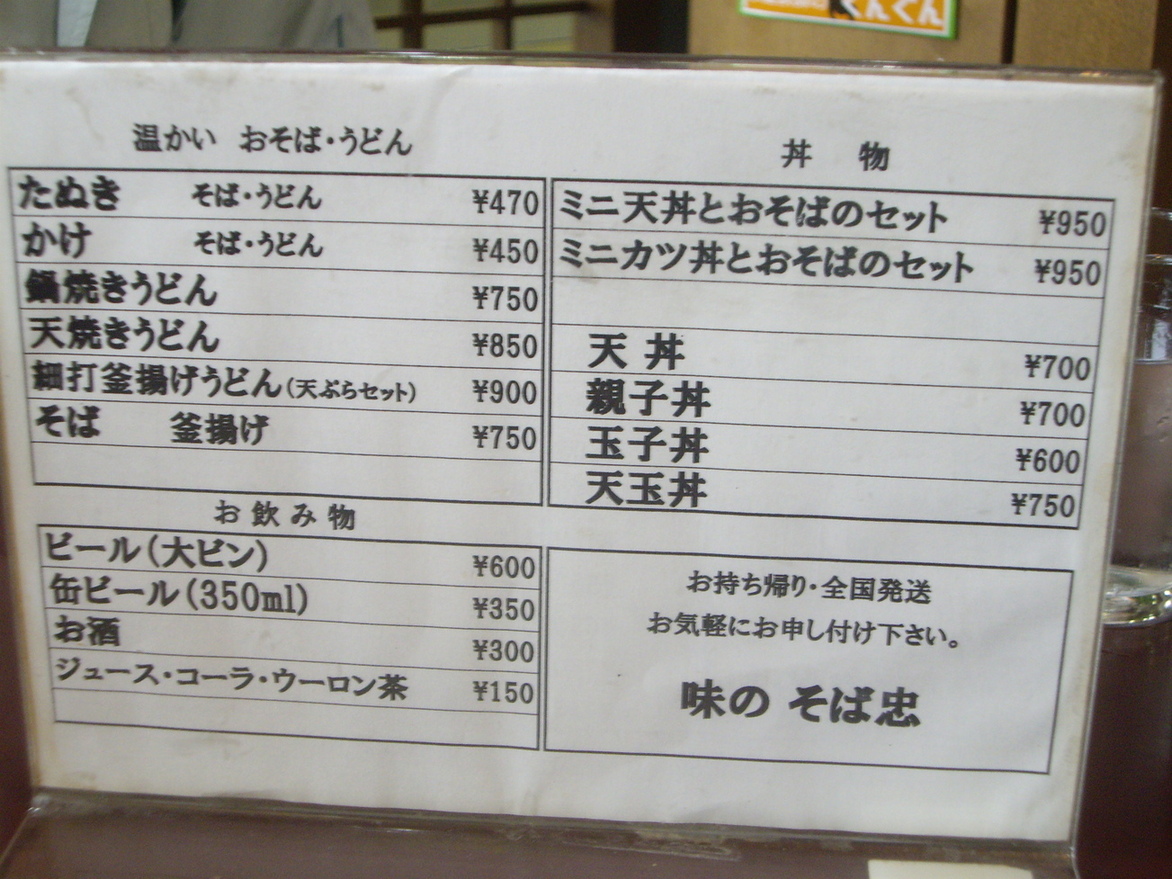 くんくん
温かい おそば・うどん
たぬき そば・うどん ¥470
かけ そば・うどん ¥450
鍋焼きうどん ¥750
天焼きうどん ¥850
細打釜揚げうどん(天ぷらセット) ¥900
そば 釜揚げ ¥750
お飲み物
ビール(大ビン) ¥600
缶ビール(350ml) ¥350
お酒 ¥300
ジュース・コーラ・ウーロン茶 ¥150
丼 物
ミニ天丼とおそばのセット ¥950
ミニカツ丼とおそばのセット ¥950
天丼 ¥700
親子丼 ¥700
玉子丼 ¥600
天玉丼 ¥750
お持ち帰り・全国発送
お気軽にお申し付け下さい。
味の そば忠